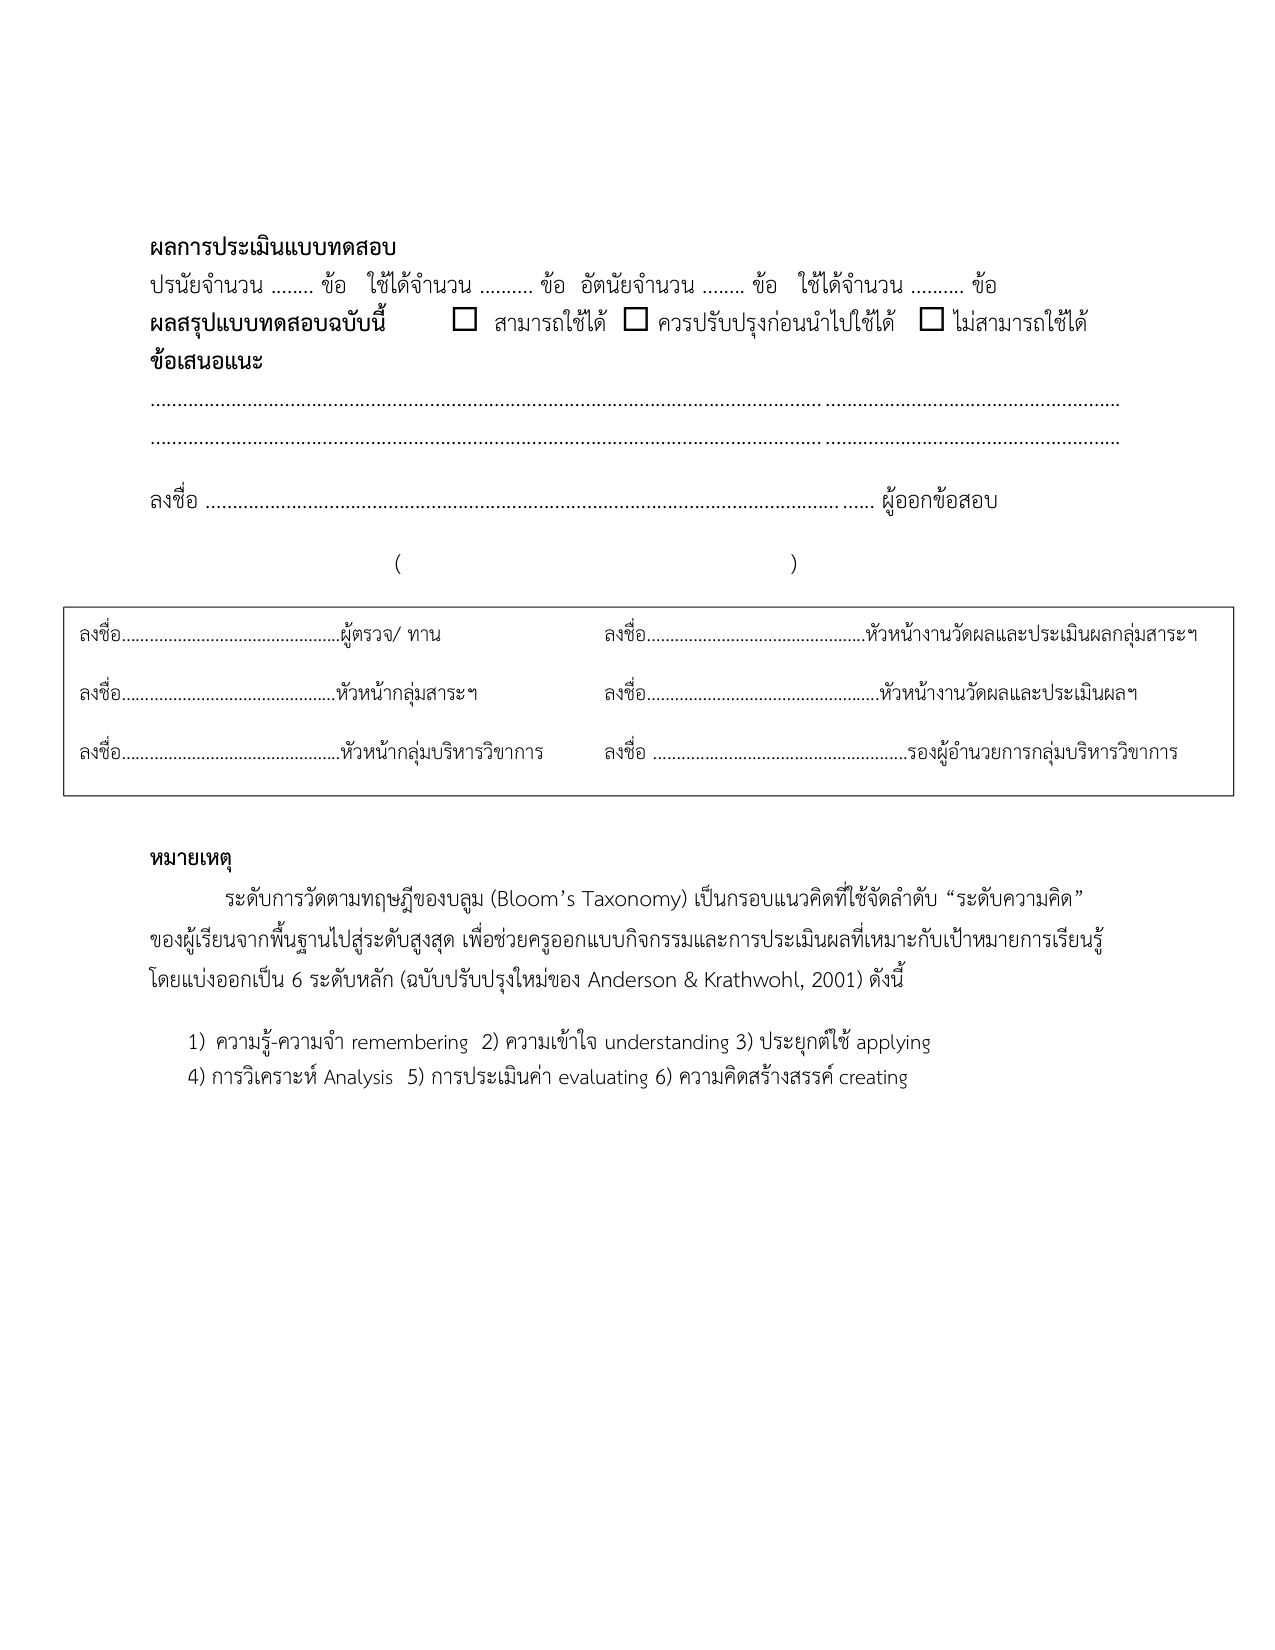 ผลการประเมินแบบทดสอบ
ปรนัยจำนวน ........ ข้อ ใช้ได้จำนวน .......... ข้อ อัตนัยจำนวน ........ ข้อ ใช้ได้จำนวน .......... ข้อ
ผลสรุปแบบทดสอบฉบับนี้ ☐ สามารถใช้ได้ ☐ ควรปรับปรุงก่อนนำไปใช้ได้ ☐ ไม่สามารถใช้ได้
ข้อเสนอแนะ
....................................................................................................................................................................................
....................................................................................................................................................................................
ลงชื่อ ............................................................................................................................ ผู้ออกข้อสอบ
( )
ลงชื่อ...............................................ผู้ตรวจ/ ทาน ลงชื่อ...............................................หัวหน้างานวัดผลและประเมินผลกลุ่มสาระฯ
ลงชื่อ..............................................หัวหน้ากลุ่มสาระฯ ลงชื่อ..................................................หัวหน้างานวัดผลและประเมินผลฯ
ลงชื่อ...............................................หัวหน้ากลุ่มบริหารวิขาการ ลงชื่อ .......................................................รองผู้อำนวยการกลุ่มบริหารวิขาการ
หมายเหตุ
ระดับการวัดตามทฤษฎีของบลูม (Bloom’s Taxonomy) เป็นกรอบแนวคิดที่ใช้จัดลำดับ “ระดับความคิด”
ของผู้เรียนจากพื้นฐานไปสู่ระดับสูงสุด เพื่อช่วยครูออกแบบกิจกรรมและการประเมินผลที่เหมาะกับเป้าหมายการเรียนรู้
โดยแบ่งออกเป็น 6 ระดับหลัก (ฉบับปรับปรุงใหม่ของ Anderson & Krathwohl, 2001) ดังนี้
1) ความรู้-ความจำ remembering 2) ความเข้าใจ understanding 3) ประยุกต์ใช้ applying
4) การวิเคราะห์ Analysis 5) การประเมินค่า evaluating 6) ความคิดสร้างสรรค์ creating